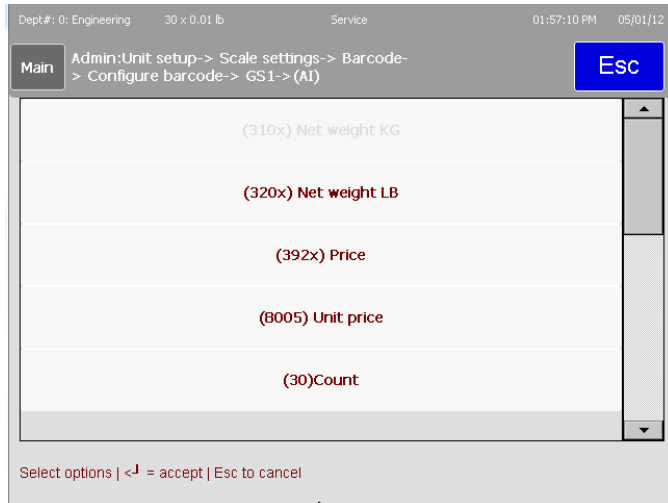 Dept#: 0: Engineering 30 x 0.01 lb Service 01:57:10 PM 05/01/12
Main
Admin:Unit setup-> Scale settings-> Barcode-
> Configure barcode-> GS1->(AI)
Esc
(310x) Net weight KG
(320x) Net weight LB
(392x) Price
(8005) Unit price
(30)Count
Select options | <┘ = accept | Esc to cancel